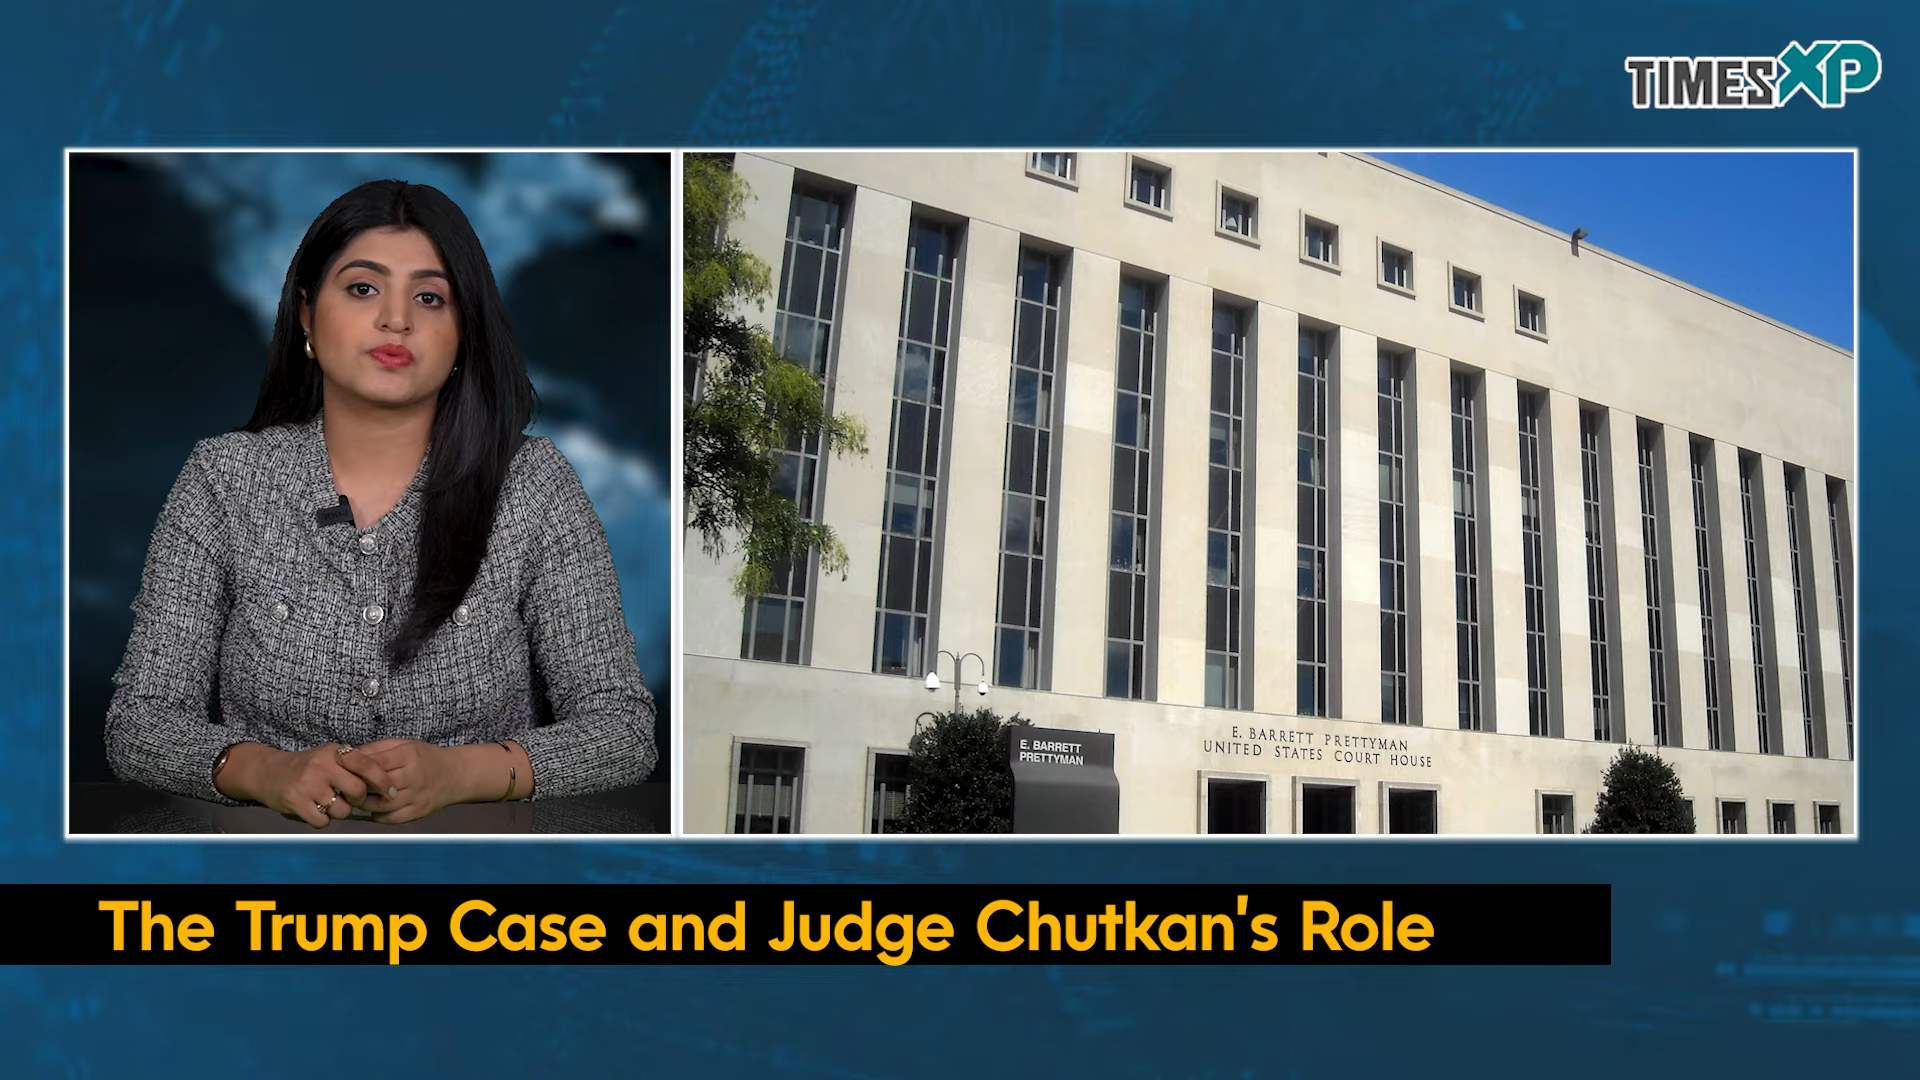 TIMESXP
E. BARRETT
PRETTYMAN
E. BARRETT PRETTYMAN
UNITED STATES COURT HOUSE
The Trump Case and Judge Chutkan's Role